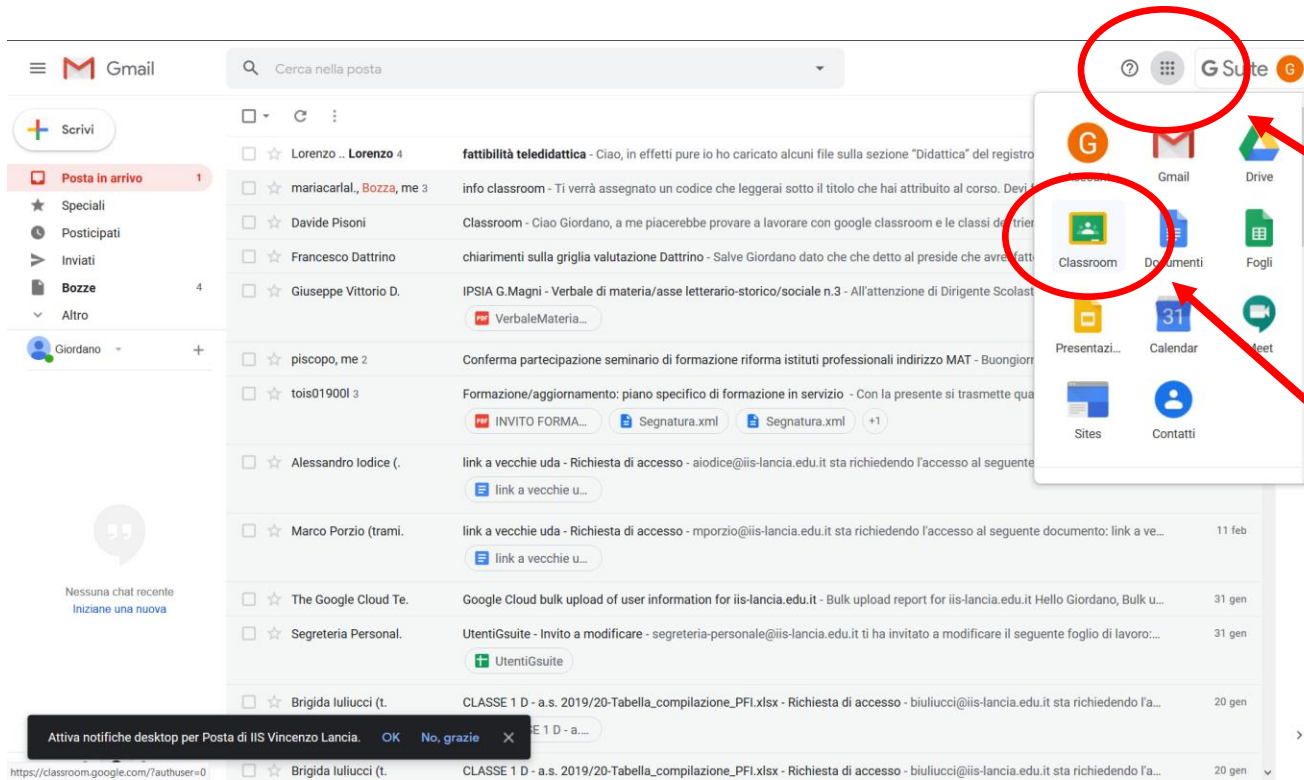 Gmail
Cerca nella posta
G Suite G
Scrivi
Posta in arrivo 1
Speciali
Posticipati
Inviati
Bozze 4
Altro
Giordano
Nessuna chat recente
Iniziane una nuova
Lorenzo .. Lorenzo 4 fattibilità teledidattica - Ciao, in effetti pure io ho caricato alcuni file sulla sezione "Didattica" del registro
mariacarlal., Bozza, me 3 info classroom - Ti verrà assegnato un codice che leggerai sotto il titolo che hai attribuito al corso. Devi
Davide Pisoni Classroom - Ciao Giordano, a me piacerebbe provare a lavorare con google classroom e le classi del trien
Francesco Dattrino chiarimenti sulla griglia valutazione Dattrino - Salve Giordano dato che che detto al preside che avrei fatt
Giuseppe Vittorio D. IPSIA G.Magni - Verbale di materia/asse letterario-storico/sociale n.3 - All'attenzione di Dirigente Scolast
PDF VerbaleMateria...
piscopo, me 2 Conferma partecipazione seminario di formazione riforma istituti professionali indirizzo MAT - Buongiorn
tois01900l 3 Formazione/aggiornamento: piano specifico di formazione in servizio - Con la presente si trasmette qua
PDF INVITO FORMA... Segnatura.xml Segnatura.xml +1
Alessandro Iodice (. link a vecchie uda - Richiesta di accesso - aiodice@iis-lancia.edu.it sta richiedendo l'accesso al seguente
link a vecchie u...
Marco Porzio (trami. link a vecchie uda - Richiesta di accesso - mporzio@iis-lancia.edu.it sta richiedendo l'accesso al seguente documento: link a ve... 11 feb
link a vecchie u...
The Google Cloud Te. Google Cloud bulk upload of user information for iis-lancia.edu.it - Bulk upload report for iis-lancia.edu.it Hello Giordano, Bulk u... 31 gen
Segreteria Personal. UtentiGsuite - Invito a modificare - segreteria-personale@iis-lancia.edu.it ti ha invitato a modificare il seguente foglio di lavoro:... 31 gen
UtentiGsuite
Brigida Iuliucci (t. CLASSE 1 D - a.s. 2019/20-Tabella_compilazione_PFI.xlsx - Richiesta di accesso - biuliucci@iis-lancia.edu.it sta richiedendo l'a... 20 gen
SE 1 D - a....
Brigida Iuliucci (t. CLASSE 1 D - a.s. 2019/20-Tabella_compilazione_PFI.xlsx - Richiesta di accesso - biuliucci@iis-lancia.edu.it sta richiedendo l'a... 20 gen
G
Account Gmail Drive
Classroom Documenti Fogli
31
Presentazi... Calendar Meet
Sites Contatti
Attiva notifiche desktop per Posta di IIS Vincenzo Lancia. OK No, grazie
https://classroom.google.com/?authuser=0